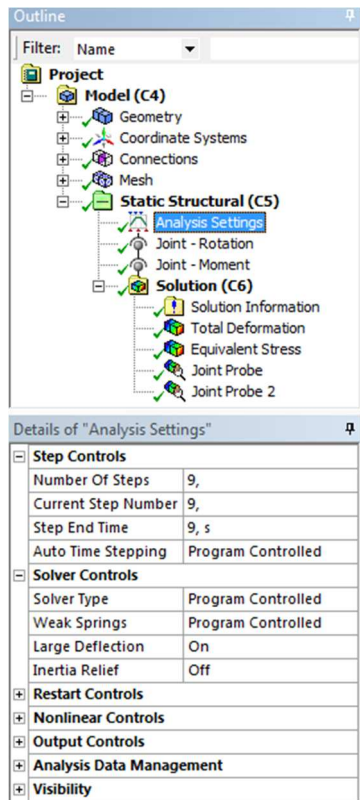 Outline
Filter: Name
Project
Model (C4)
Geometry
Coordinate Systems
Connections
Mesh
Static Structural (C5)
Analysis Settings
Joint - Rotation
Joint - Moment
Solution (C6)
Solution Information
Total Deformation
Equivalent Stress
Joint Probe
Joint Probe 2
Details of "Analysis Settings"
Step Controls
Number Of Steps 9,
Current Step Number 9,
Step End Time 9, s
Auto Time Stepping Program Controlled
Solver Controls
Solver Type Program Controlled
Weak Springs Program Controlled
Large Deflection On
Inertia Relief Off
Restart Controls
Nonlinear Controls
Output Controls
Analysis Data Management
Visibility